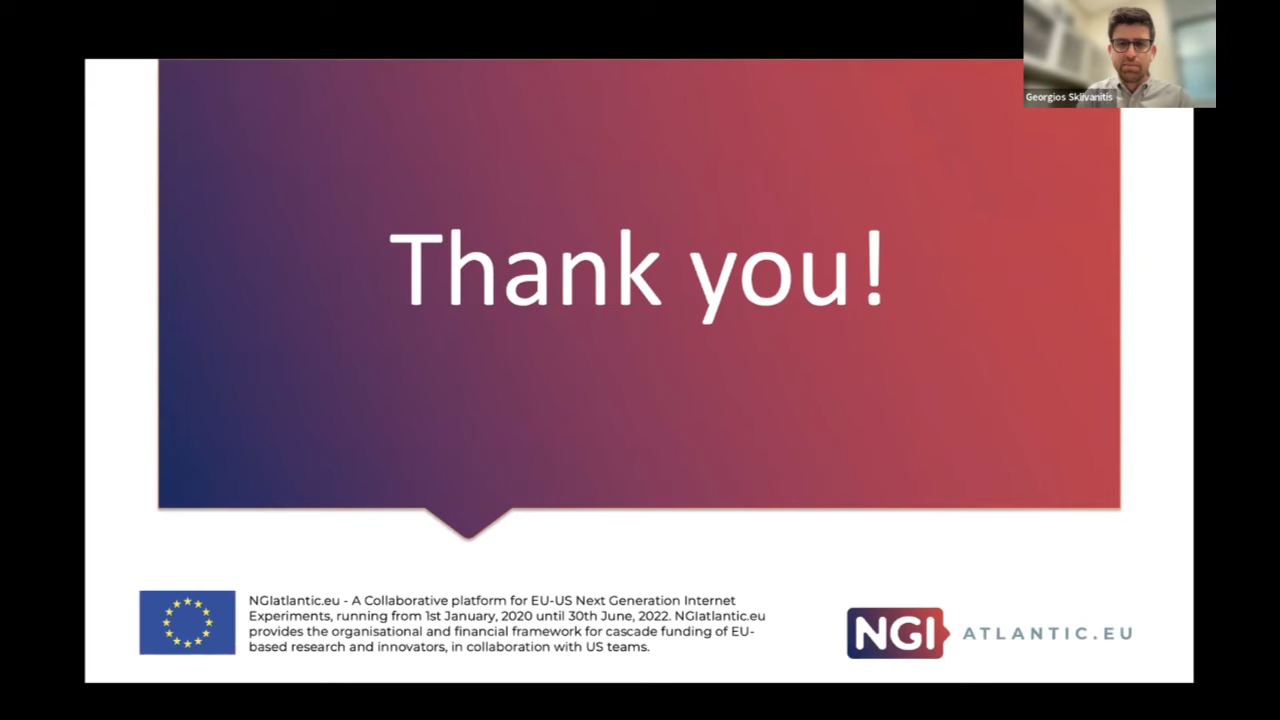 Georgios Skiivanitis
Thank you!
NGIatlantic.eu - A Collaborative platform for EU-US Next Generation Internet
Experiments, running from 1st January, 2020 until 30th June, 2022. NGIatlantic.eu
provides the organisational and financial framework for cascade funding of EU-
based research and innovators, in collaboration with US teams.
NGI ATLANTIC.EU